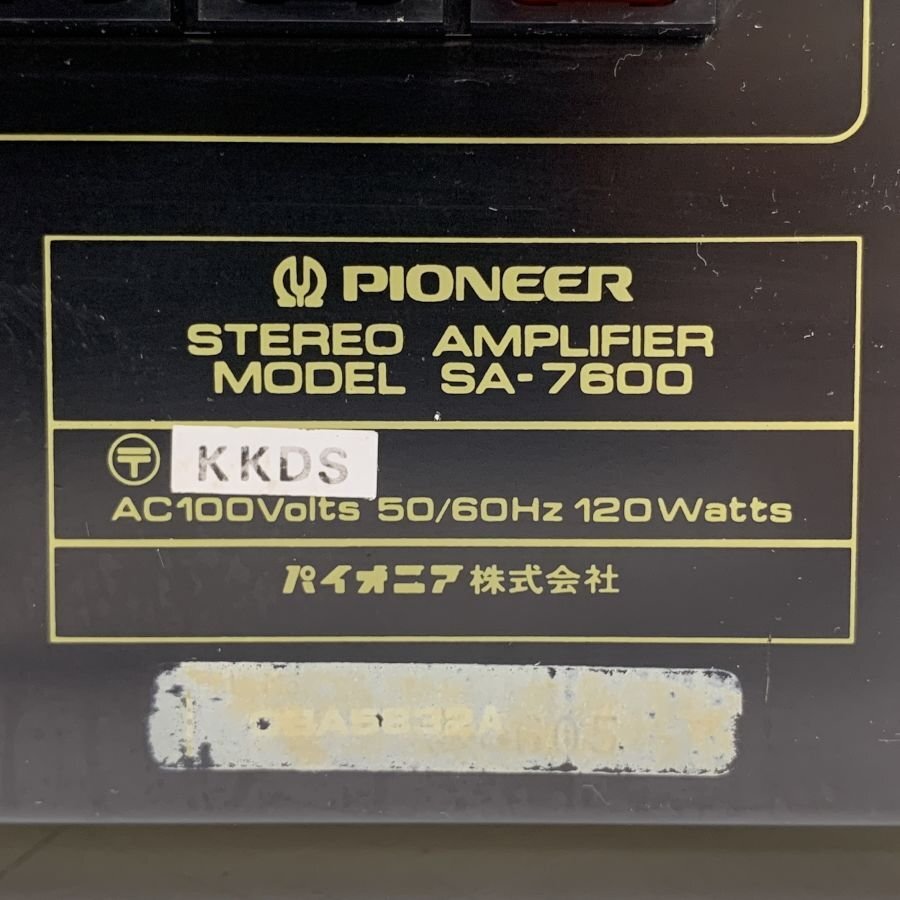 PIONEER
STEREO AMPLIFIER
MODEL SA-7600
〒 KKDS
AC100Volts 50/60Hz 120Watts
パイオニア株式会社